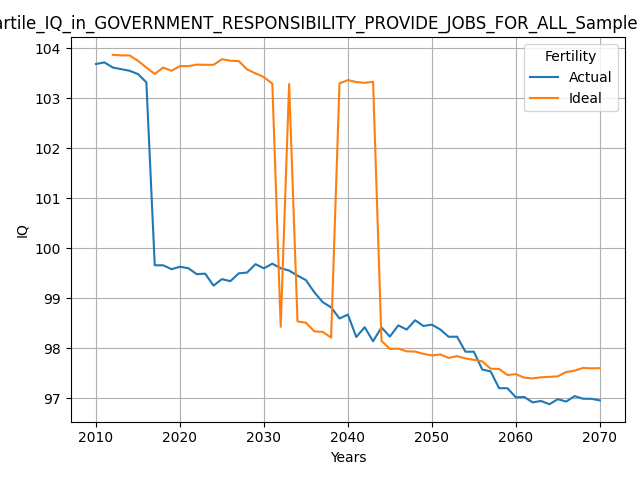 artile_IQ_in_GOVERNMENT_RESPONSIBILITY_PROVIDE_JOBS_FOR_ALL_Sample
104
103
102
101
100
99
98
97
IQ
2010 2020 2030 2040 2050 2060 2070
Years
Fertility
Actual
Ideal